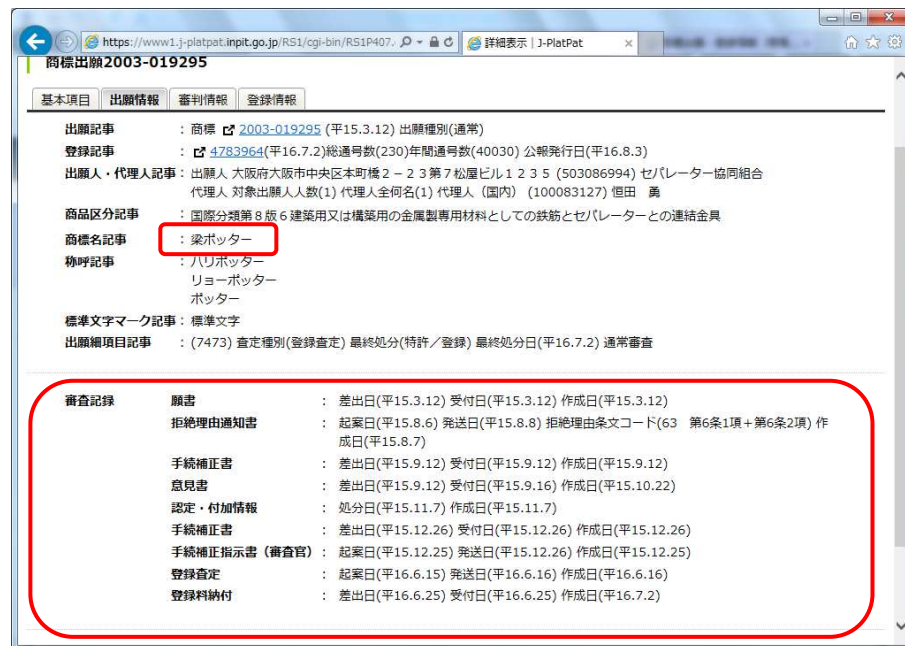 https://www1.j-platpat.inpit.go.jp/RS1/cgi-bin/RS1P407.
詳細表示 | J-PlatPat
商標出願2003-019295
基本項目 出願情報 審判情報 登録情報
出願記事 : 商標 2003-019295 (平15.3.12) 出願種別(通常)
登録記事 : 4783964(平16.7.2)総通号数(230)年間通号数(40030) 公報発行日(平16.8.3)
出願人・代理人記事 : 出願人 大阪府大阪市中央区本町橋2-23第7松屋ビル1235 (503086994) セパレーター協同組合
代理人 対象出願人人数(1) 代理人全何名(1) 代理人(国内) (100083127) 恒田 勇
商品区分記事 : 国際分類第8版6建築用又は構築用の金属製専用材料としての鉄筋とセパレーターとの連結金具
商標名記事 : 梁ポッター
称呼記事 : ハリポッター
リョーポッター
ポッター
標準文字マーク記事 : 標準文字
出願細項目記事 : (7473) 査定種別(登録査定) 最終処分(特許/登録) 最終処分日(平16.7.2) 通常審査
審査記録 願書 : 差出日(平15.3.12) 受付日(平15.3.12) 作成日(平15.3.12)
拒絶理由通知書 : 起案日(平15.8.6) 発送日(平15.8.8) 拒絶理由条文コード(63 第6条1項+第6条2項) 作
成日(平15.8.7)
手続補正書 : 差出日(平15.9.12) 受付日(平15.9.12) 作成日(平15.9.12)
意見書 : 差出日(平15.9.12) 受付日(平15.9.16) 作成日(平15.10.22)
認定・付加情報 : 処分日(平15.11.7) 作成日(平15.11.7)
手続補正書 : 差出日(平15.12.26) 受付日(平15.12.26) 作成日(平15.12.26)
手続補正指示書(審査官) : 起案日(平15.12.25) 発送日(平15.12.26) 作成日(平15.12.25)
登録査定 : 起案日(平16.6.15) 発送日(平16.6.16) 作成日(平16.6.16)
登録料納付 : 差出日(平16.6.25) 受付日(平16.6.25) 作成日(平16.7.2)